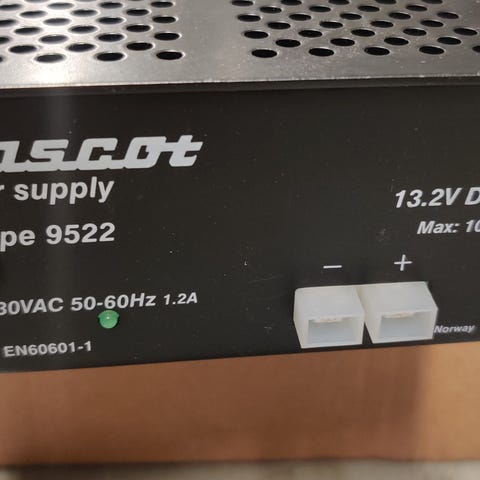 ascot
r supply
pe 9522
30VAC 50-60Hz 1.2A
EN60601-1
13.2V D
Max: 10
- +
Norway